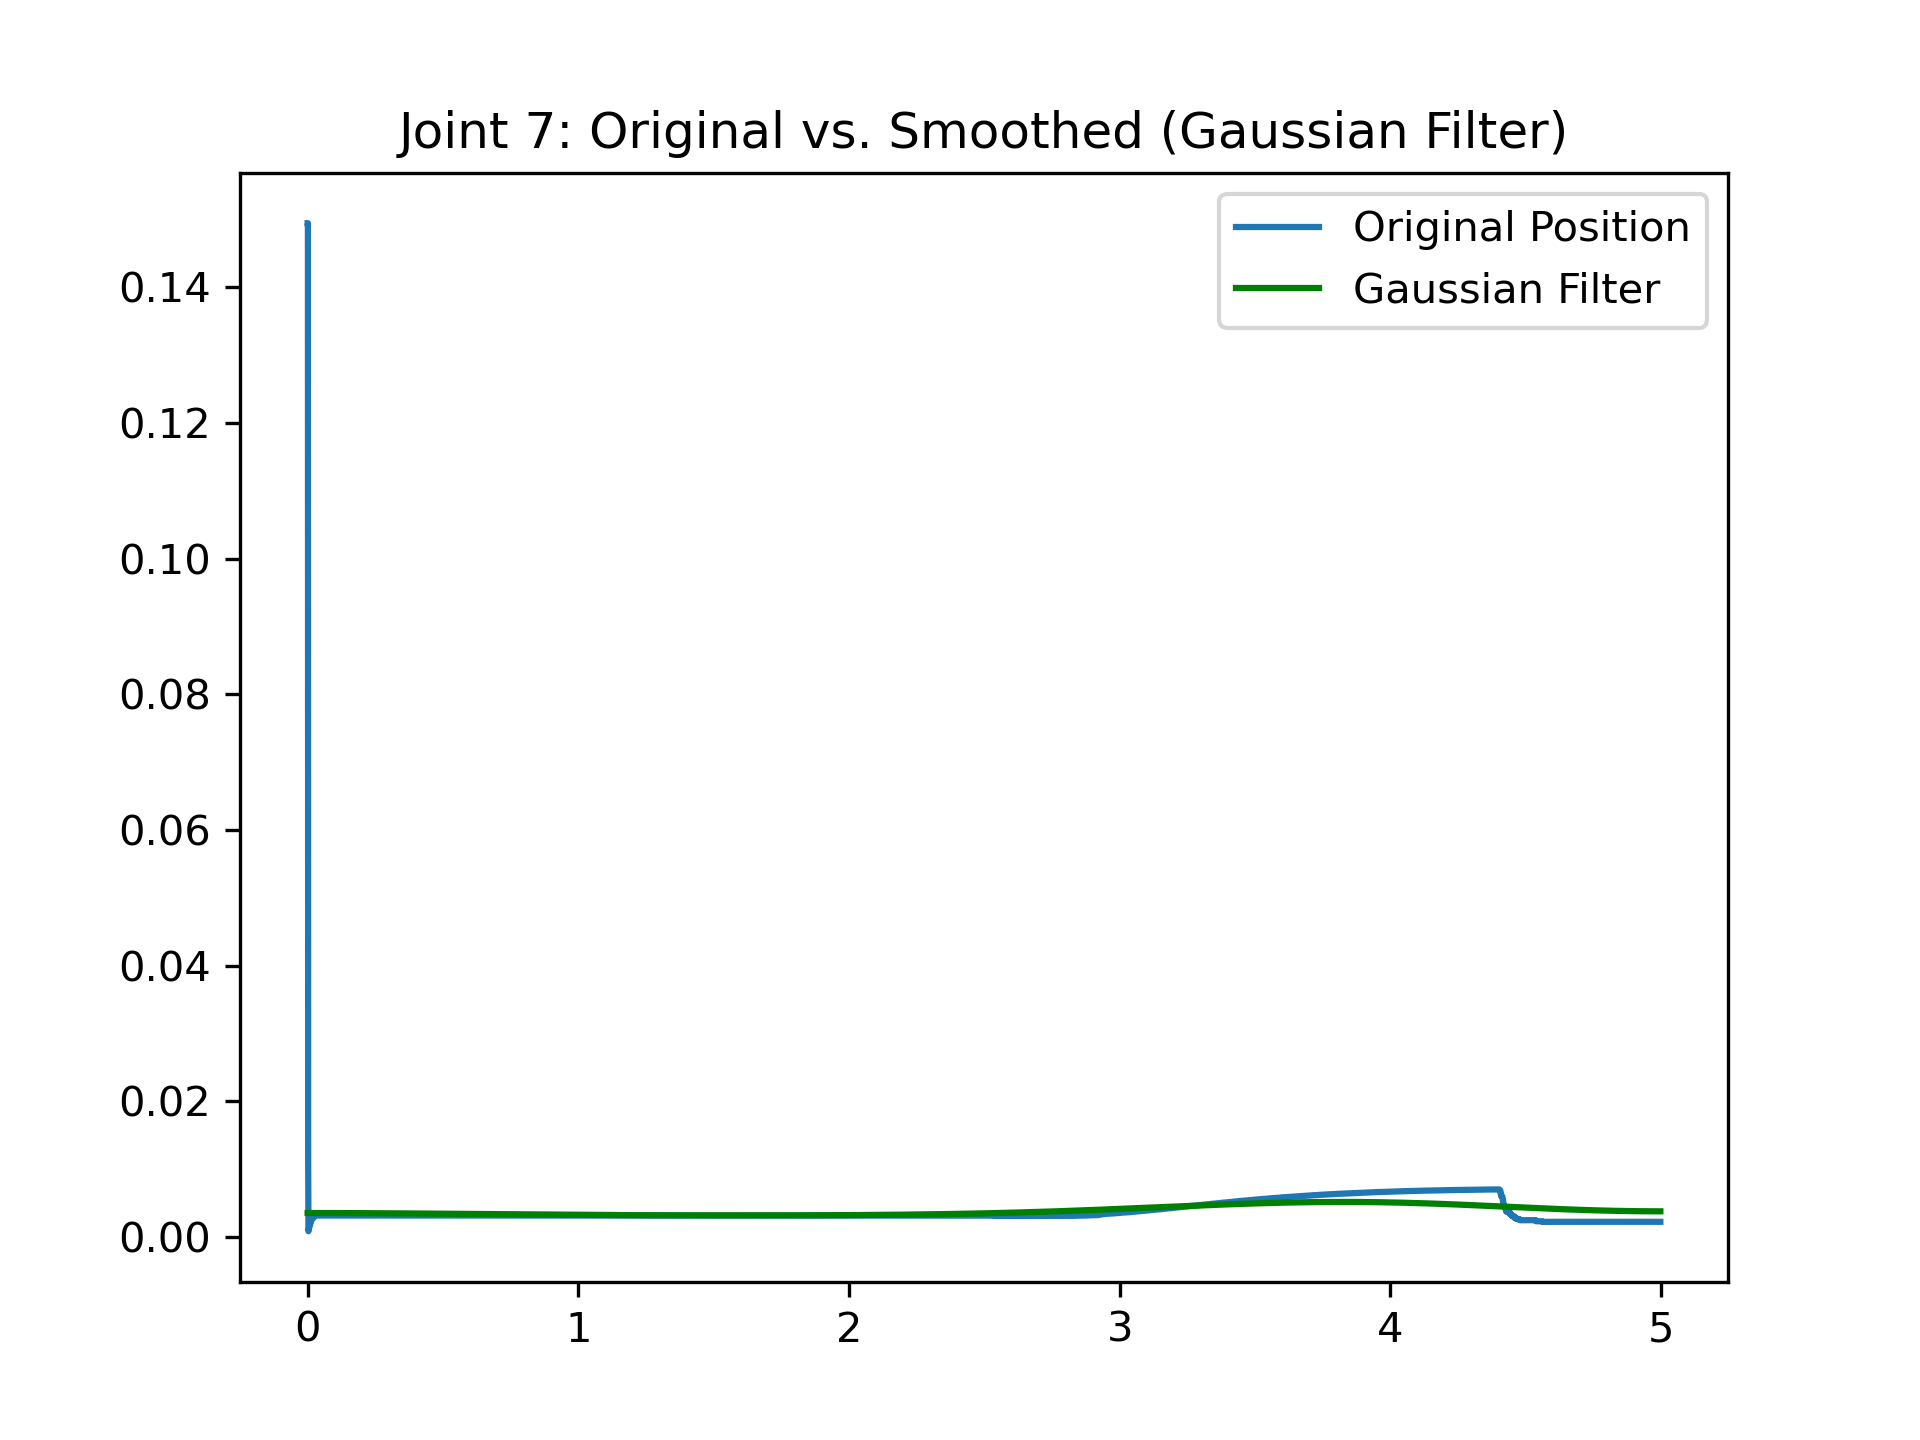 Joint 7: Original vs. Smoothed (Gaussian Filter)
Original Position
Gaussian Filter
0.14
0.12
0.10
0.08
0.06
0.04
0.02
0.00
0 1 2 3 4 5